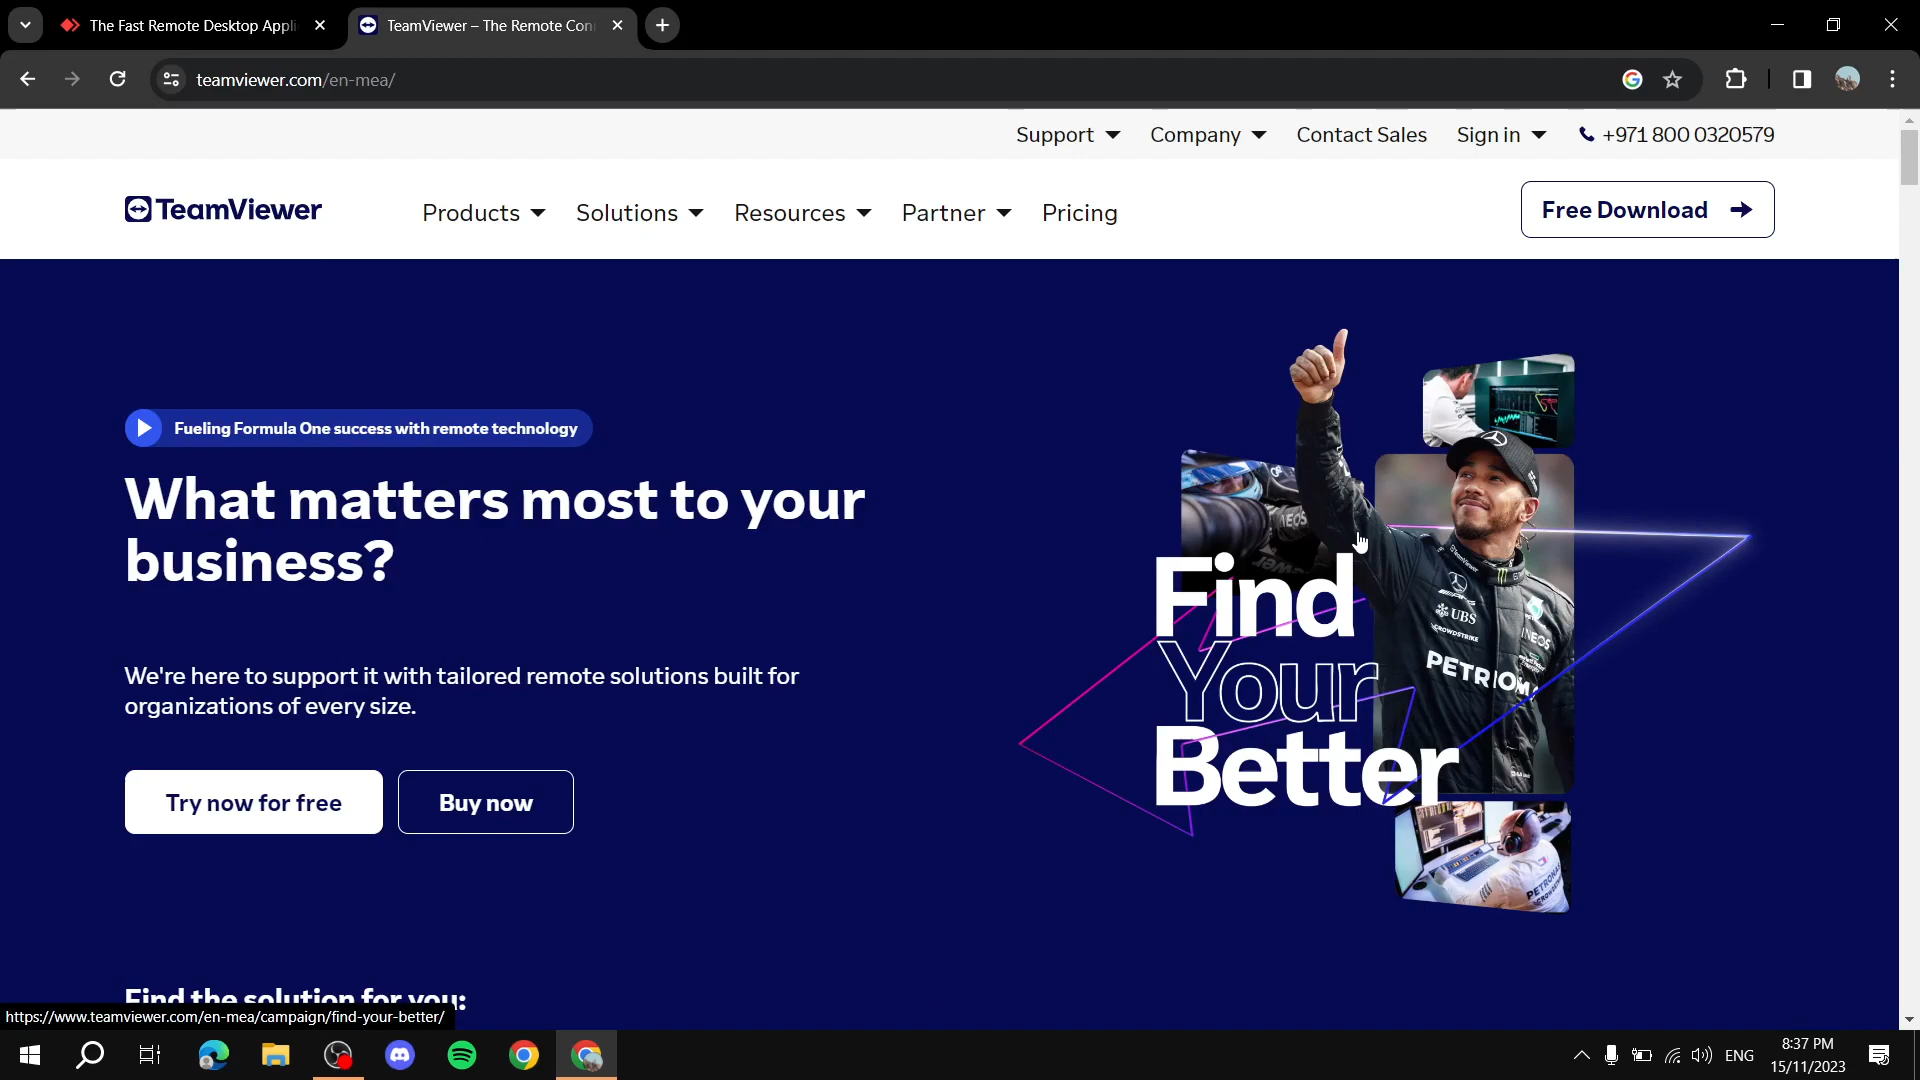 The Fast Remote Desktop Appli
TeamViewer – The Remote Con
teamviewer.com/en-mea/
Support Company Contact Sales Sign in +971 800 0320579
TeamViewer Products Solutions Resources Partner Pricing Free Download
Fueling Formula One success with remote technology
What matters most to your
business?
We're here to support it with tailored remote solutions built for
organizations of every size.
Try now for free Buy now
Find
Your
Better
UBS
CROWDSTRIKE
INEOS
PETRONAS
INEOS
Find the solution for you:
https://www.teamviewer.com/en-mea/campaign/find-your-better/
ENG
8:37 PM
15/11/2023